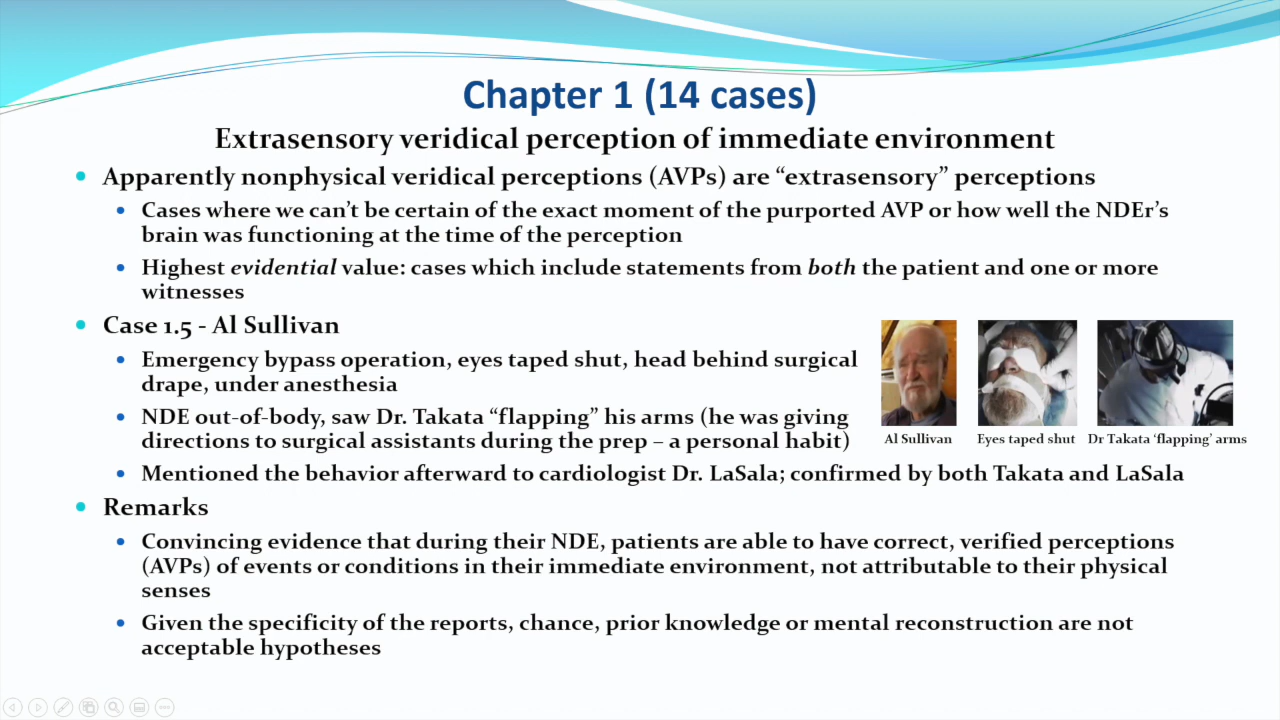 Chapter 1 (14 cases)
Extrasensory veridical perception of immediate environment
• Apparently nonphysical veridical perceptions (AVPs) are “extrasensory” perceptions
• Cases where we can’t be certain of the exact moment of the purported AVP or how well the NDEr’s
brain was functioning at the time of the perception
• Highest evidential value: cases which include statements from both the patient and one or more
witnesses
• Case 1.5 - Al Sullivan
• Emergency bypass operation, eyes taped shut, head behind surgical
drape, under anesthesia
• NDE out-of-body, saw Dr. Takata “flapping” his arms (he was giving
directions to surgical assistants during the prep – a personal habit)
Al Sullivan
Eyes taped shut
Dr Takata ‘flapping’ arms
• Mentioned the behavior afterward to cardiologist Dr. LaSala; confirmed by both Takata and LaSala
• Remarks
• Convincing evidence that during their NDE, patients are able to have correct, verified perceptions
(AVPs) of events or conditions in their immediate environment, not attributable to their physical
senses
• Given the specificity of the reports, chance, prior knowledge or mental reconstruction are not
acceptable hypotheses